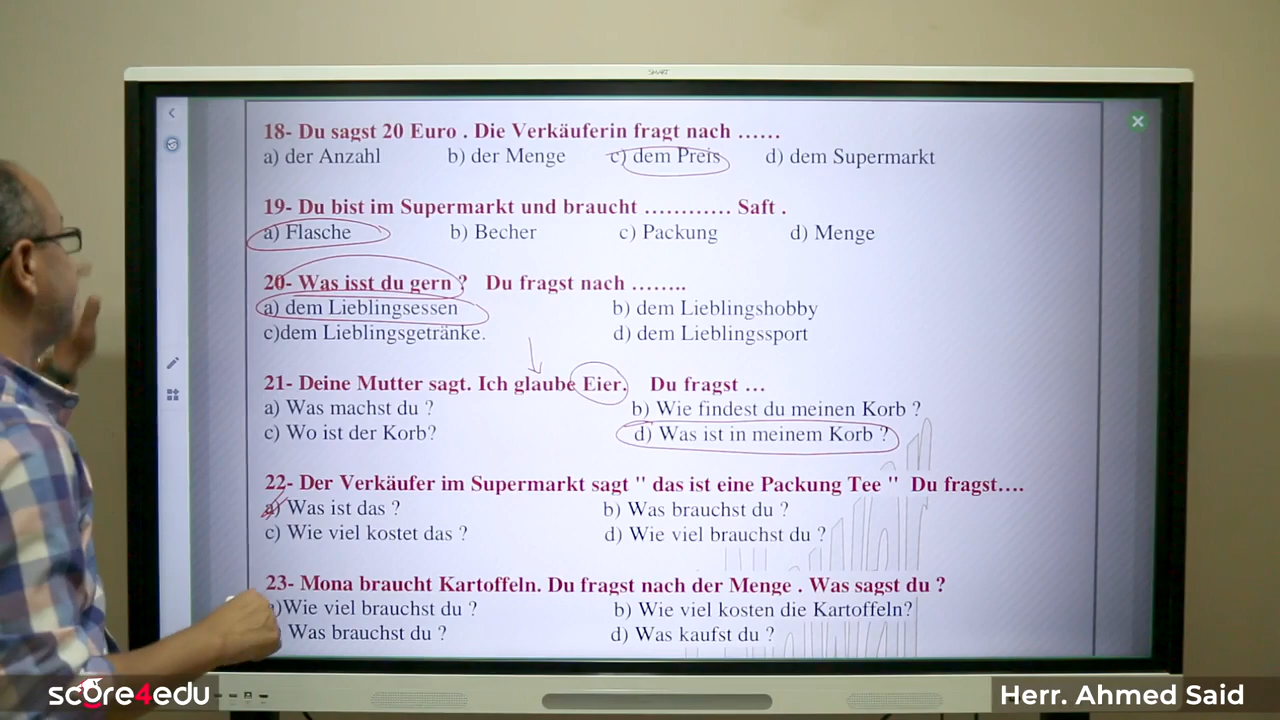 SMART
18- Du sagst 20 Euro . Die Verkäuferin fragt nach ……
a) der Anzahl b) der Menge c) dem Preis d) dem Supermarkt
19- Du bist im Supermarkt und braucht ………… Saft .
a) Flasche b) Becher c) Packung d) Menge
20- Was isst du gern ? Du fragst nach ……..
a) dem Lieblingsessen b) dem Lieblingshobby
c)dem Lieblingsgetränke. d) dem Lieblingssport
21- Deine Mutter sagt. Ich glaube Eier. Du fragst …
a) Was machst du ? b) Wie findest du meinen Korb ?
c) Wo ist der Korb? d) Was ist in meinem Korb ?
22- Der Verkäufer im Supermarkt sagt " das ist eine Packung Tee " Du fragst….
a) Was ist das ? b) Was brauchst du ?
c) Wie viel kostet das ? d) Wie viel brauchst du ?
23- Mona braucht Kartoffeln. Du fragst nach der Menge . Was sagst du ?
)Wie viel brauchst du ? b) Wie viel kosten die Kartoffeln?
Was brauchst du ? d) Was kaufst du ?
score4edu
Herr. Ahmed Said